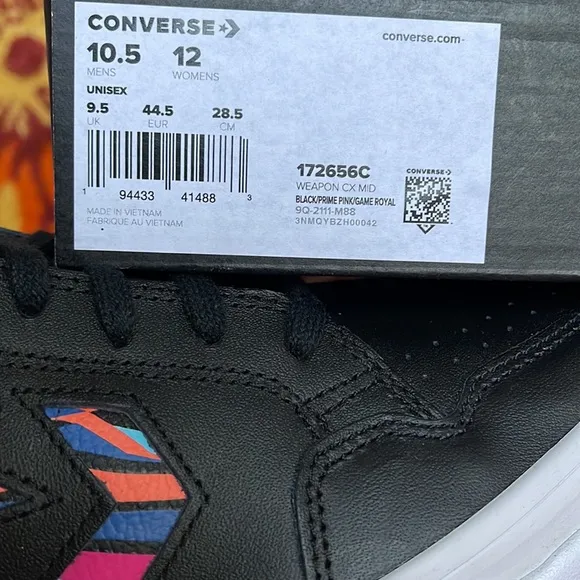 CONVERSE
converse.com
10.5 12
MENS WOMENS
UNISEX
9.5 44.5 28.5
UK EUR CM
1 94433 41488 3
MADE IN VIETNAM
FABRIQUE AU VIETNAM
172656C
WEAPON CX MID
BLACK/PRIME PINK/GAME ROYAL
9Q-2111-M88
3NMQYBZH00042
CONVERSE